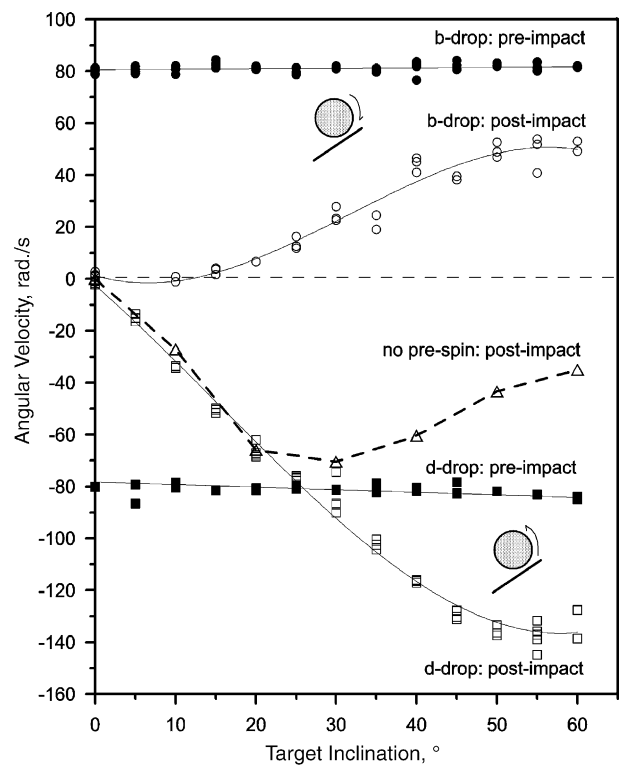 100
b-drop: pre-impact
80
60
b-drop: post-impact
40
20
0
-20
no pre-spin: post-impact
-40
-60
d-drop: pre-impact
-80
-100
-120
-140
d-drop: post-impact
-160
Angular Velocity, rad./s
0 10 20 30 40 50 60
Target Inclination, °